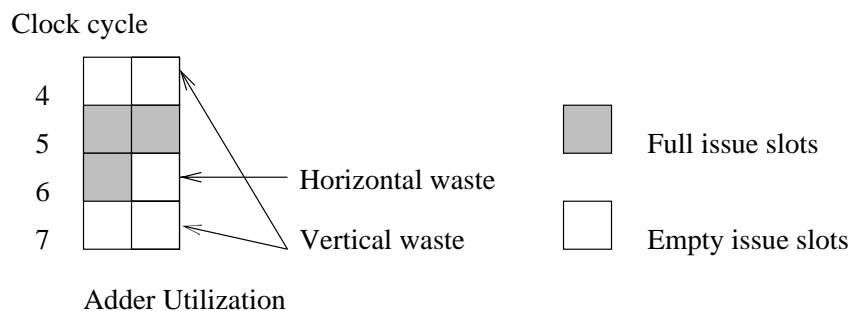 Clock cycle
4
5
Full issue slots
6
Horizontal waste
7
Vertical waste
Empty issue slots
Adder Utilization